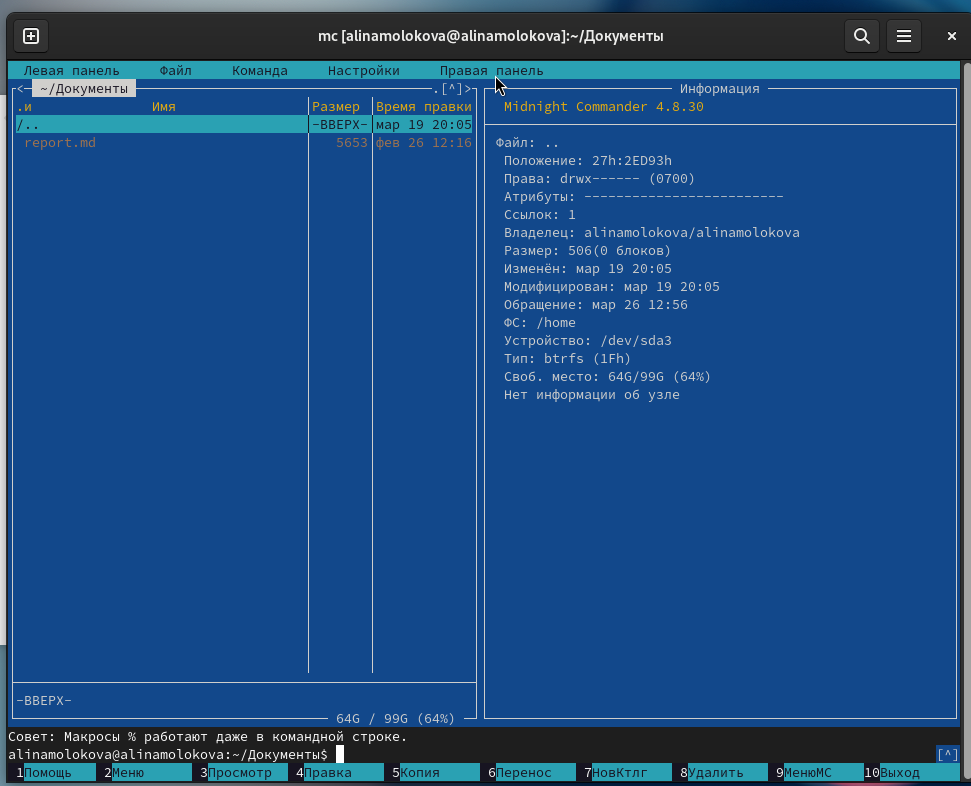 mc [alinamolokova@alinamolokova]:~/Документы
Левая панель Файл Команда Настройки Правая панель
<─ ~/Документы .[^]>
.и Имя Размер Время правки
/.. -ВВЕРХ- мар 19 20:05
report.md 5653 фев 26 12:16
-ВВЕРХ-
64G / 99G (64%)
Информация
Midnight Commander 4.8.30
Файл: ..
Положение: 27h:2ED93h
Права: drwx------ (0700)
Атрибуты: -------------------------
Ссылок: 1
Владелец: alinamolokova/alinamolokova
Размер: 506(0 блоков)
Изменён: мар 19 20:05
Модифицирован: мар 19 20:05
Обращение: мар 26 12:56
ФС: /home
Устройство: /dev/sda3
Тип: btrfs (1Fh)
Своб. место: 64G/99G (64%)
Нет информации об узле
Совет: Макросы % работают даже в командной строке.
alinamolokova@alinamolokova:~/Документы$ [^]
1Помощь 2Меню 3Просмотр 4Правка 5Копия 6Перенос 7НовКтлг 8Удалить 9МенюМС 10Выход